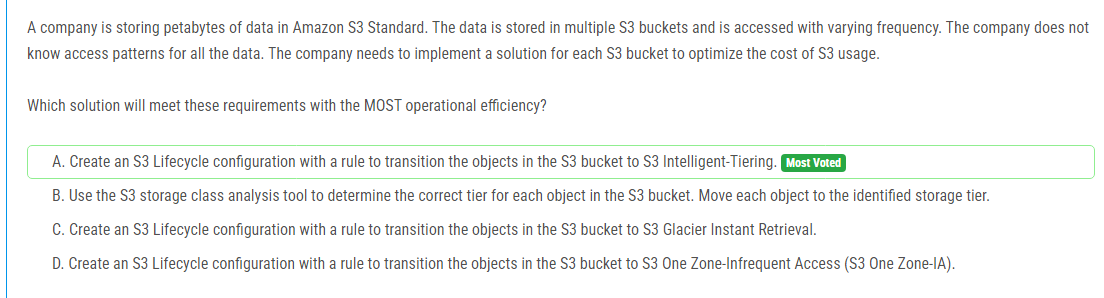 A company is storing petabytes of data in Amazon S3 Standard. The data is stored in multiple S3 buckets and is accessed with varying frequency. The company does not
know access patterns for all the data. The company needs to implement a solution for each S3 bucket to optimize the cost of S3 usage.
Which solution will meet these requirements with the MOST operational efficiency?
A. Create an S3 Lifecycle configuration with a rule to transition the objects in the S3 bucket to S3 Intelligent-Tiering. Most Voted
B. Use the S3 storage class analysis tool to determine the correct tier for each object in the S3 bucket. Move each object to the identified storage tier.
C. Create an S3 Lifecycle configuration with a rule to transition the objects in the S3 bucket to S3 Glacier Instant Retrieval.
D. Create an S3 Lifecycle configuration with a rule to transition the objects in the S3 bucket to S3 One Zone-Infrequent Access (S3 One Zone-IA).